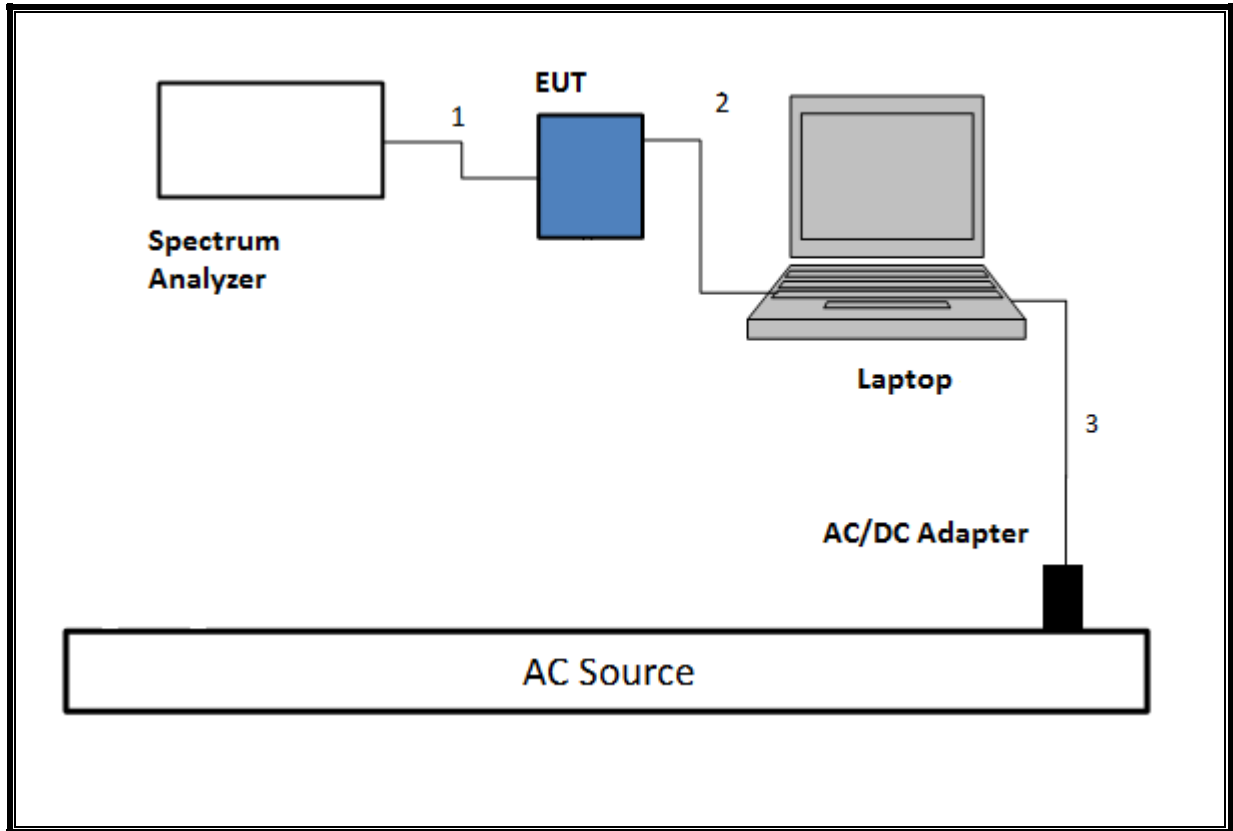 EUT
1
2
Spectrum
Analyzer
Laptop
3
AC/DC Adapter
AC Source